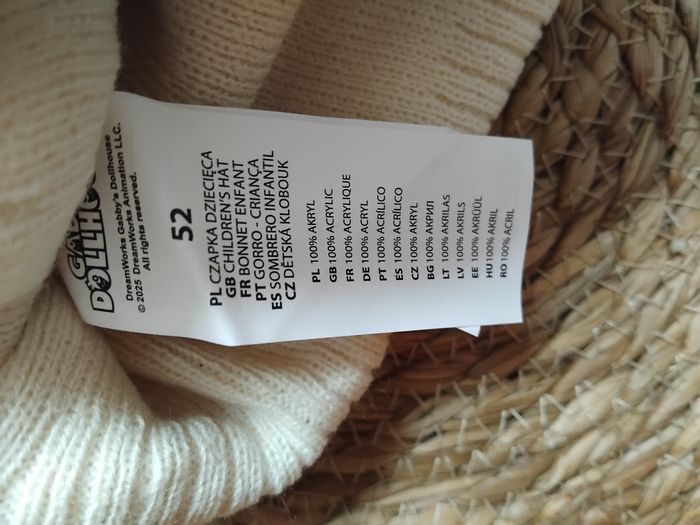 DOLLHO
DreamWorks Gabby's Dollhouse
© 2025 DreamWorks Animation LLC.
All rights reserved.
52
PL CZAPKA DZIECIĘCA
GB CHILDREN'S HAT
FR BONNET ENFANT
PT GORRO - CRIANÇA
ES SOMBRERO INFANTIL
CZ DĚTSKÁ KLOBOUK
PL 100% AKRYL
GB 100% ACRYLIC
FR 100% ACRYLIQUE
DE 100% ACRYL
PT 100% ACRÍLICO
ES 100% ACRÍLICO
CZ 100% AKRYL
BG 100% АКРИЛ
LT 100% AKRILAS
LV 100% AKRILS
EE 100% AKRÜÜL
HU 100% AKRIL
RO 100% ACRIL